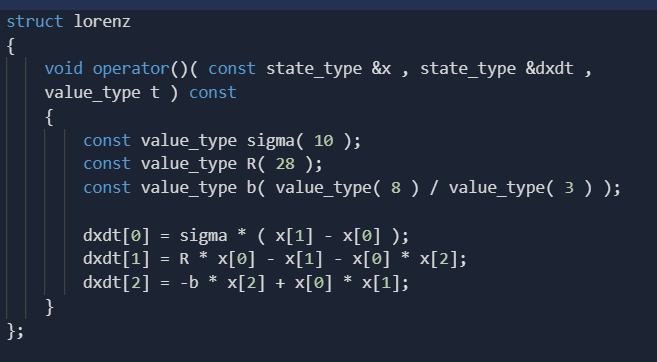 struct lorenz
{
void operator()( const state_type &x , state_type &dxdt ,
value_type t ) const
{
const value_type sigma( 10 );
const value_type R( 28 );
const value_type b( value_type( 8 ) / value_type( 3 ) );
dxdt[0] = sigma * ( x[1] - x[0] );
dxdt[1] = R * x[0] - x[1] - x[0] * x[2];
dxdt[2] = -b * x[2] + x[0] * x[1];
}
};